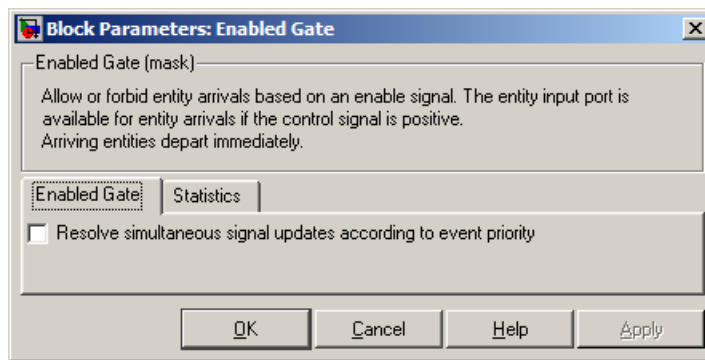 Block Parameters: Enabled Gate
Enabled Gate (mask)
Allow or forbid entity arrivals based on an enable signal. The entity input port is
available for entity arrivals if the control signal is positive.
Arriving entities depart immediately.
Enabled Gate Statistics
Resolve simultaneous signal updates according to event priority
OK Cancel Help Apply